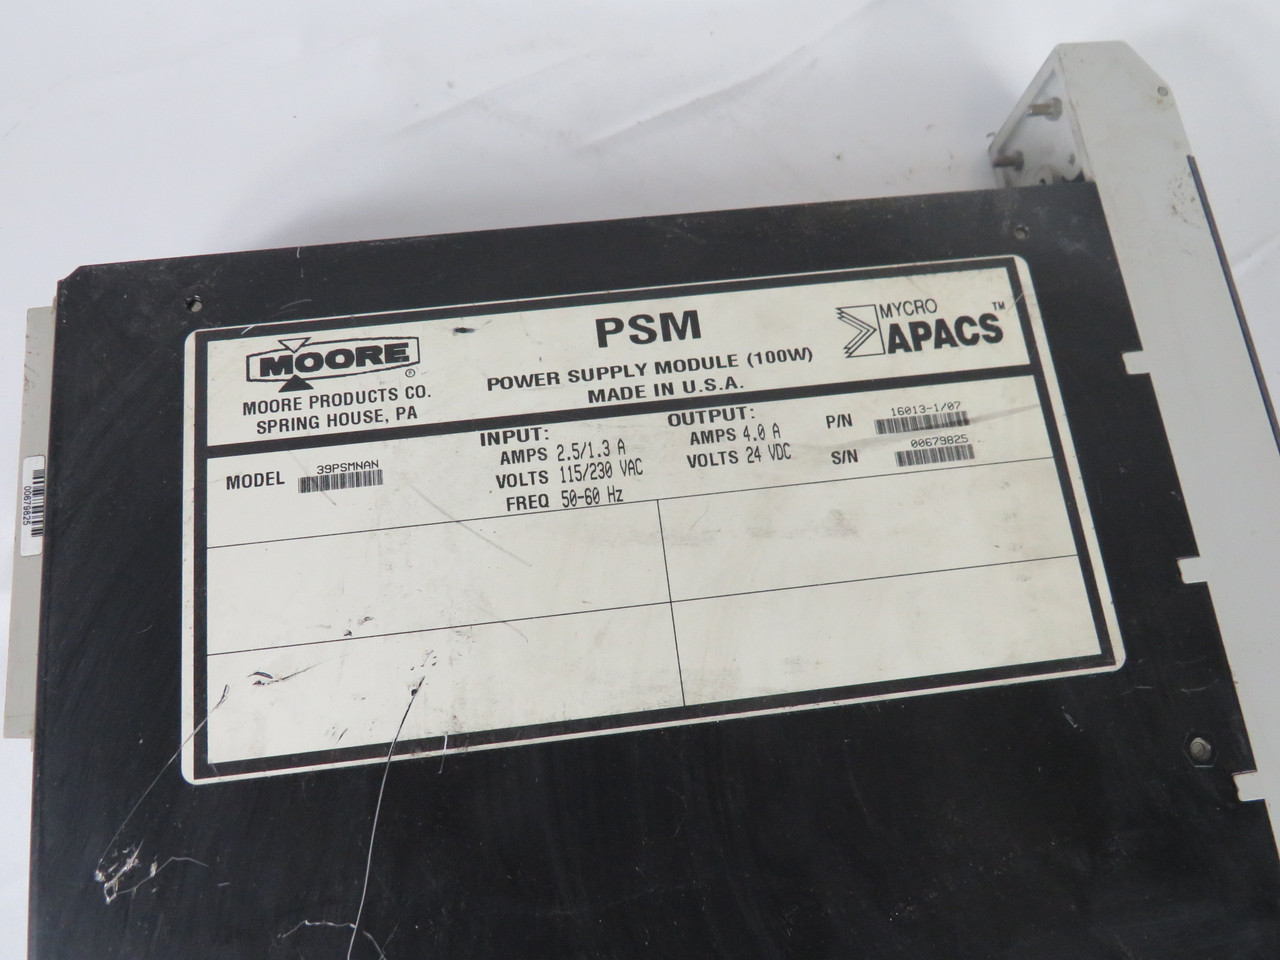 MOORE ®
MOORE PRODUCTS CO.
SPRING HOUSE, PA
PSM
POWER SUPPLY MODULE (100W)
MADE IN U.S.A.
MYCRO
APACS™
MODEL 39PSMNAN
INPUT:
AMPS 2.5/1.3 A
VOLTS 115/230 VAC
FREQ 50-60 Hz
OUTPUT:
AMPS 4.0 A
VOLTS 24 VDC
P/N 16013-1/07
S/N 00679825
00679825